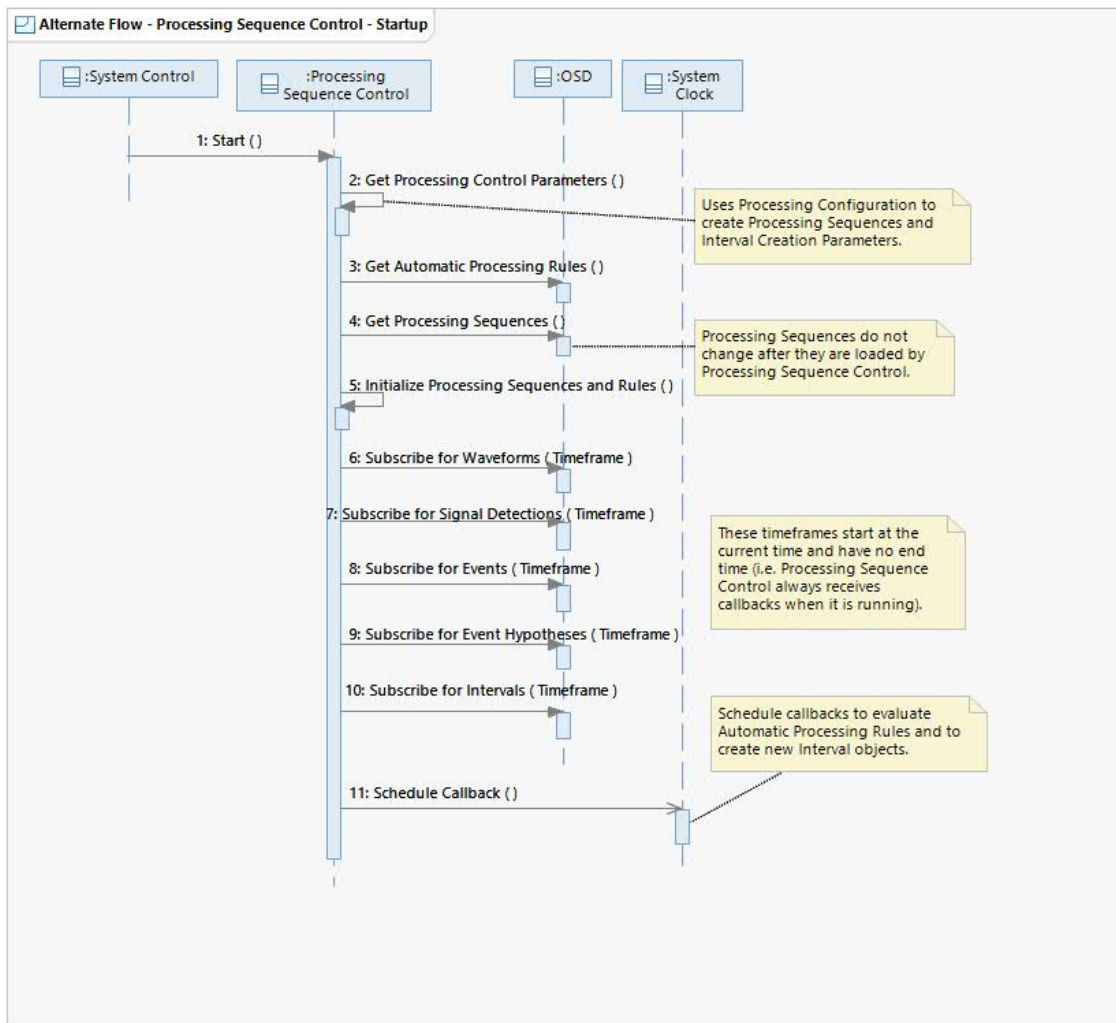 Alternate Flow - Processing Sequence Control - Startup
:System Control
:Processing
Sequence Control
:OSD
:System
Clock
1: Start ( )
2: Get Processing Control Parameters ( )
Uses Processing Configuration to
create Processing Sequences and
Interval Creation Parameters.
3: Get Automatic Processing Rules ( )
4: Get Processing Sequences ( )
Processing Sequences do not
change after they are loaded by
Processing Sequence Control.
5: Initialize Processing Sequences and Rules ( )
6: Subscribe for Waveforms ( Timeframe )
7: Subscribe for Signal Detections ( Timeframe )
These timeframes start at the
current time and have no end
time (i.e. Processing Sequence
Control always receives
callbacks when it is running).
8: Subscribe for Events ( Timeframe )
9: Subscribe for Event Hypotheses ( Timeframe )
10: Subscribe for Intervals ( Timeframe )
Schedule callbacks to evaluate
Automatic Processing Rules and to
create new Interval objects.
11: Schedule Callback ( )